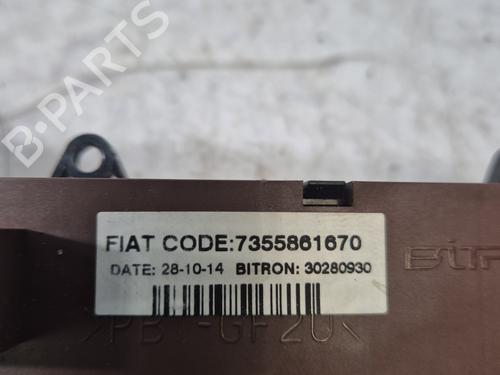 B-PARTS
FIAT CODE:7355861670
DATE: 28-10-14 BITRON: 30280930
>PBT-GF20<